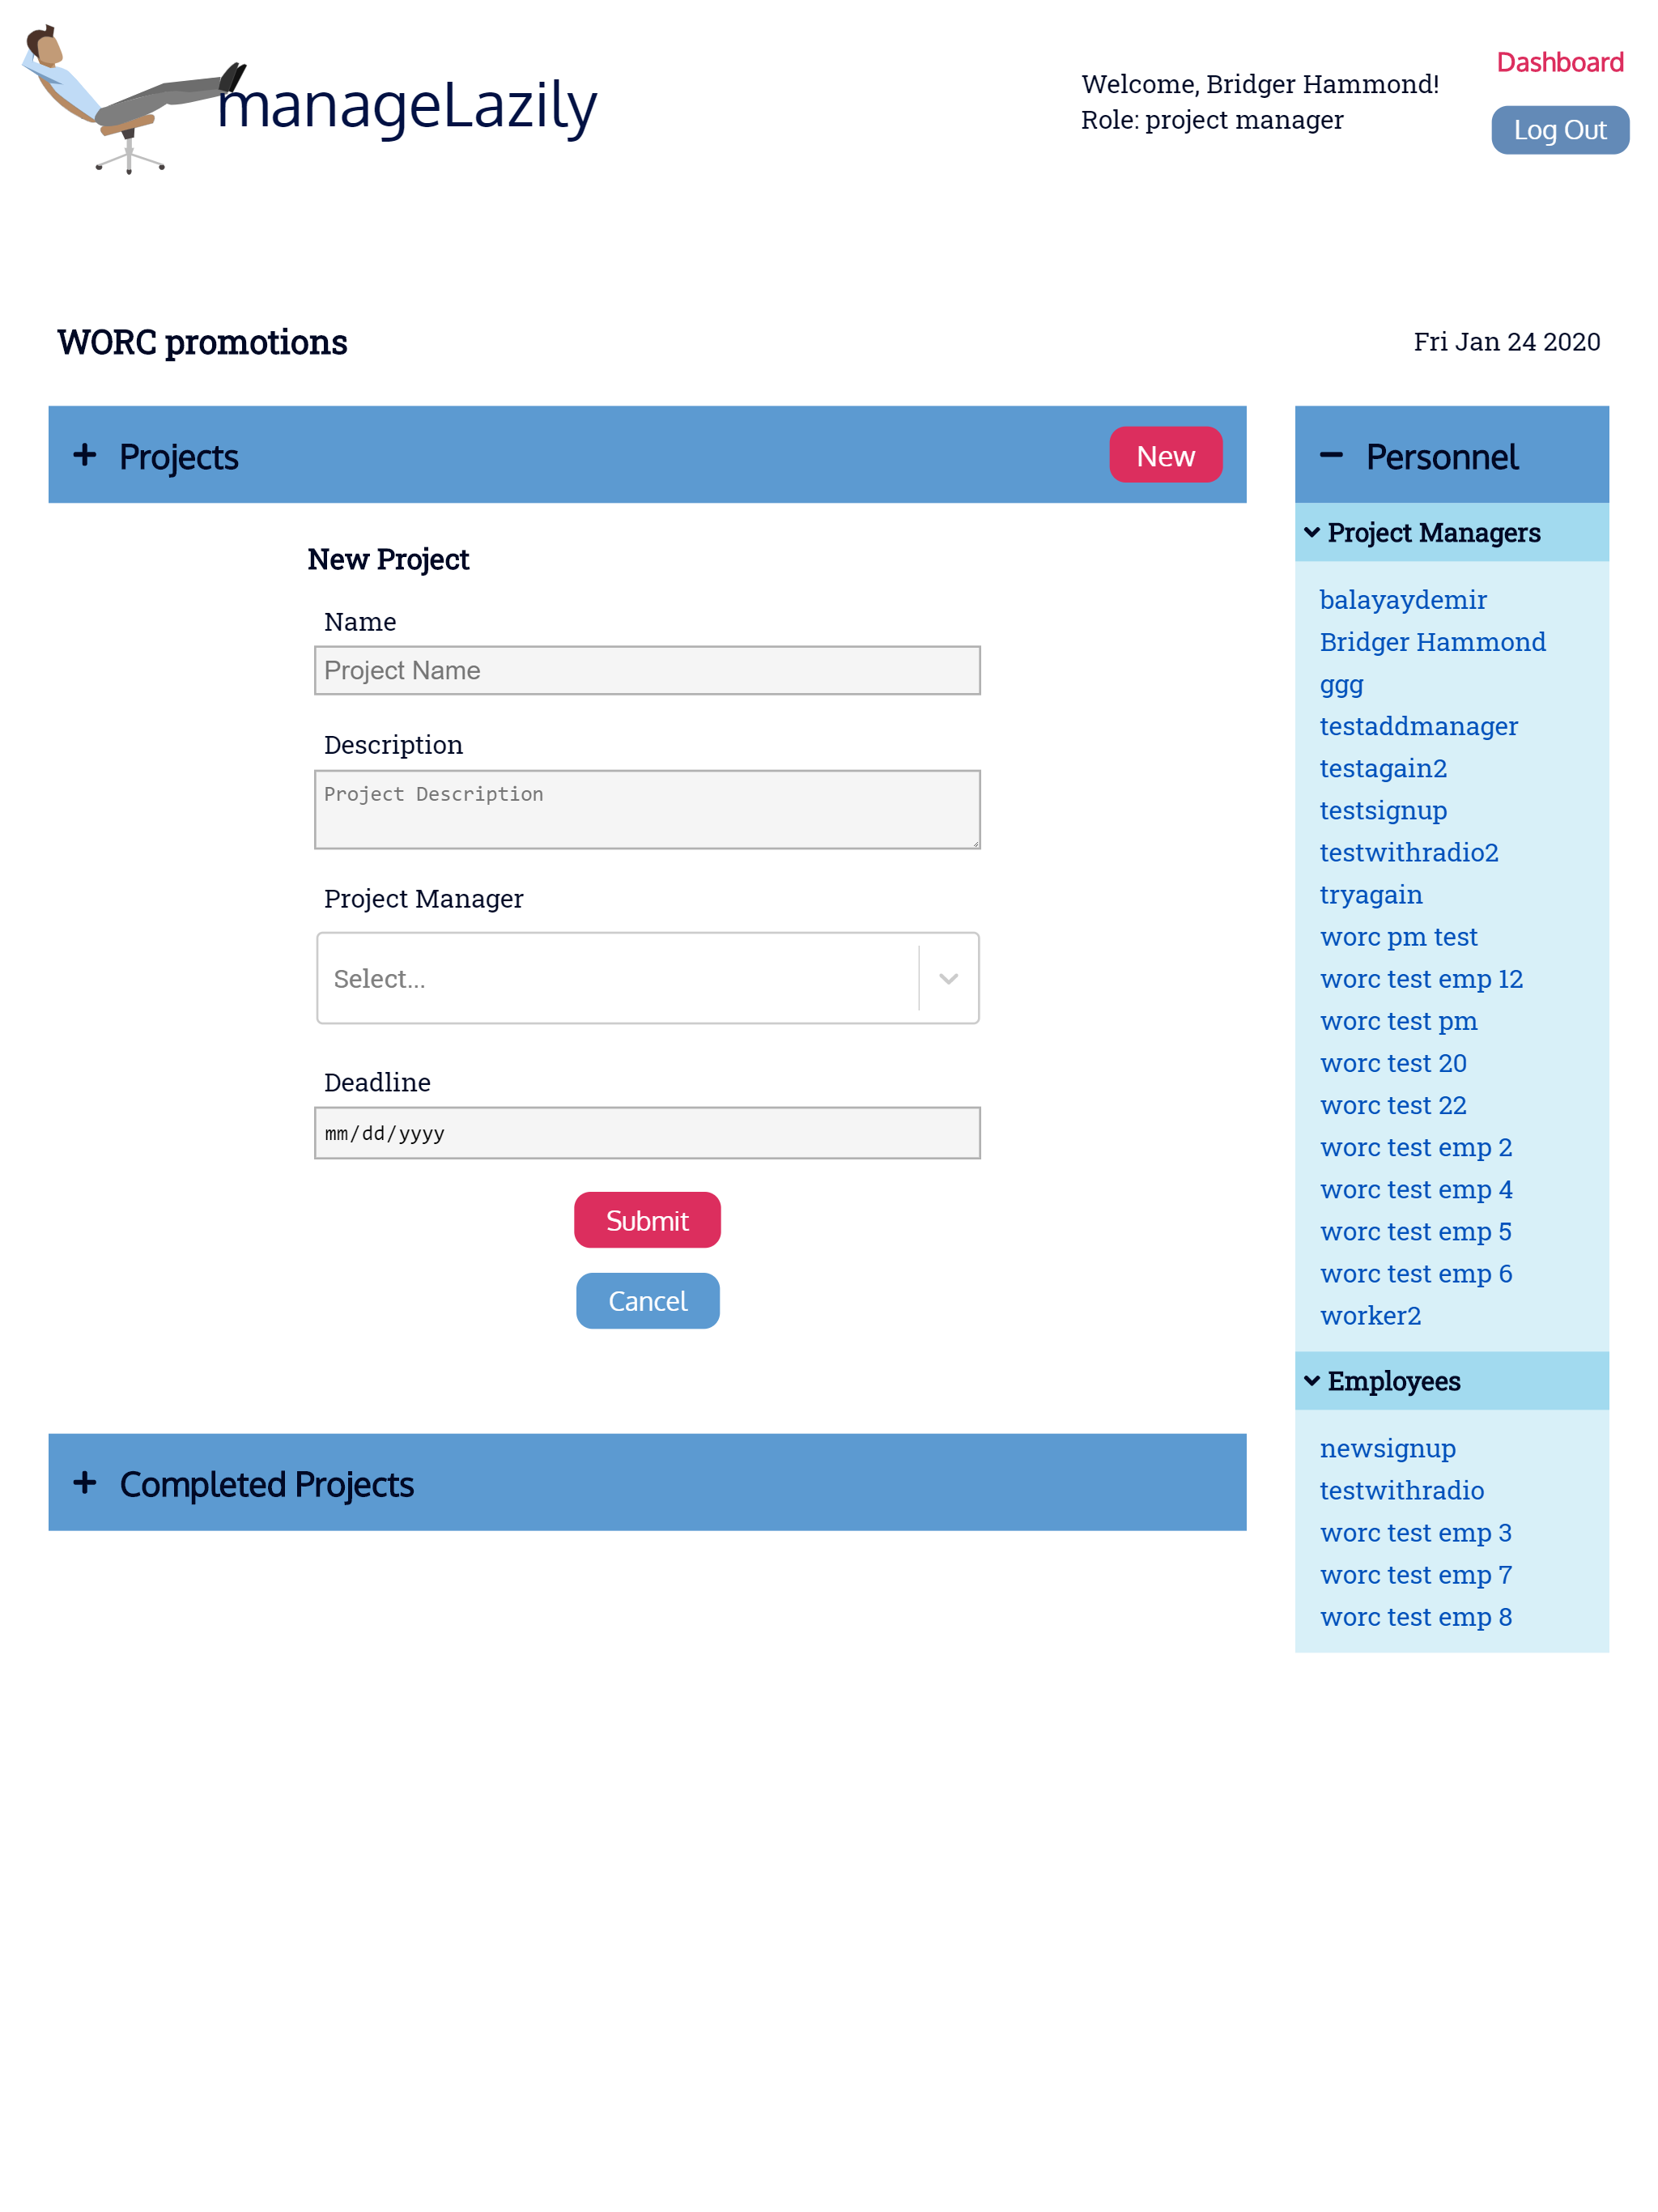 manageLazily
Welcome, Bridger Hammond!
Role: project manager
Dashboard
Log Out
WORC promotions
Fri Jan 24 2020
Projects
New
New Project
Name
Project Name
Description
Project Description
Project Manager
Select...
Deadline
mm/dd/yyyy
Submit
Cancel
Completed Projects
Personnel
Project Managers
balayaydemir
Bridger Hammond
ggg
testaddmanager
testagain2
testsignup
testwithradio2
tryagain
worc pm test
worc test emp 12
worc test pm
worc test 20
worc test 22
worc test emp 2
worc test emp 4
worc test emp 5
worc test emp 6
worker2
Employees
newsignup
testwithradio
worc test emp 3
worc test emp 7
worc test emp 8